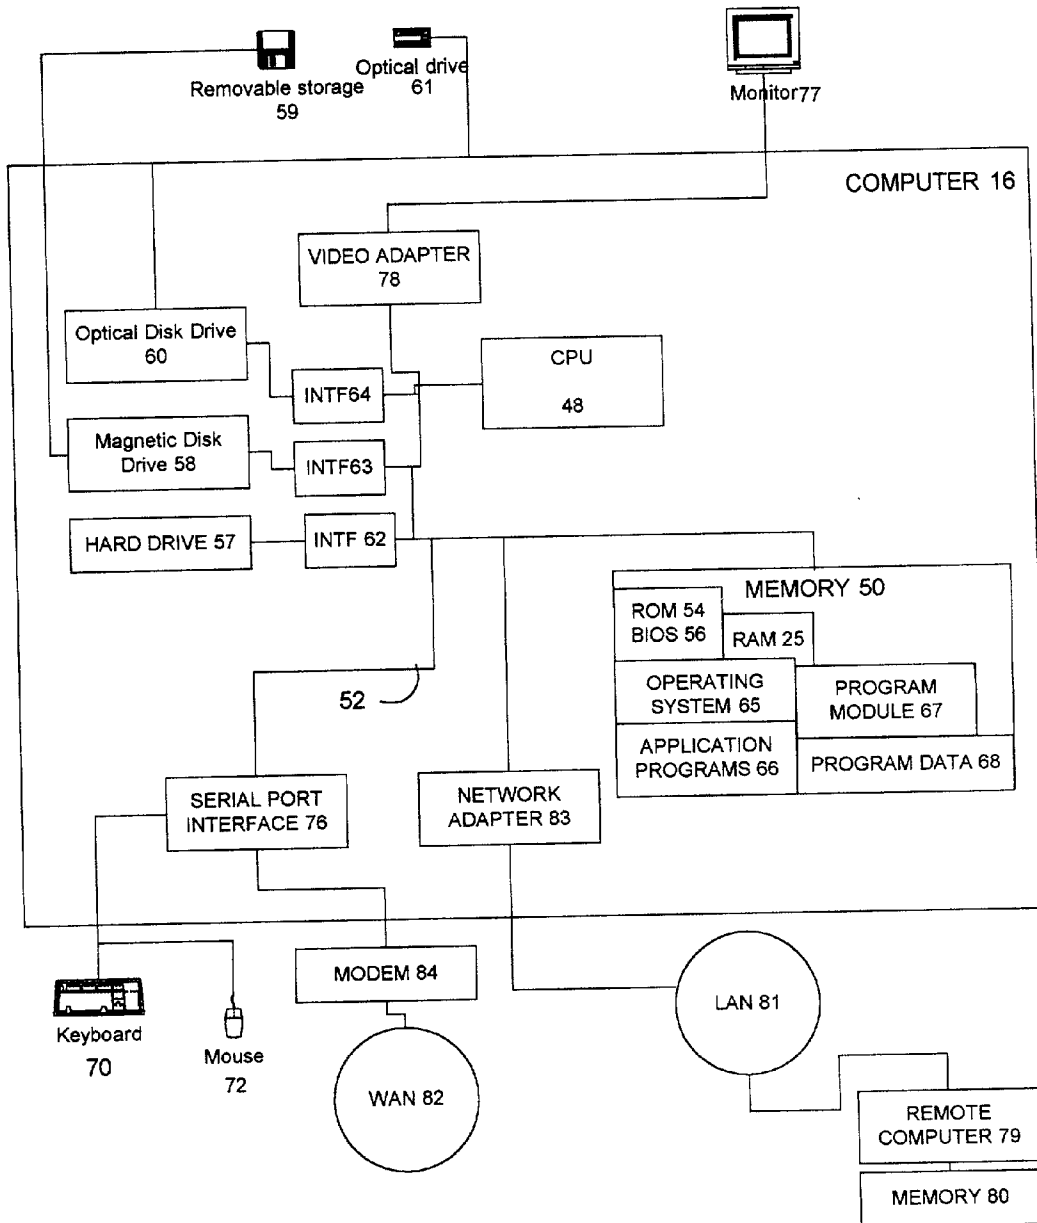 Removable storage
59
Optical drive
61
Monitor77
COMPUTER 16
VIDEO ADAPTER
78
Optical Disk Drive
60
INTF64
CPU
48
Magnetic Disk
Drive 58
INTF63
HARD DRIVE 57
INTF 62
MEMORY 50
ROM 54
BIOS 56
RAM 25
OPERATING
SYSTEM 65
PROGRAM
MODULE 67
APPLICATION
PROGRAMS 66
PROGRAM DATA 68
52
SERIAL PORT
INTERFACE 76
NETWORK
ADAPTER 83
Keyboard
70
Mouse
72
MODEM 84
WAN 82
LAN 81
REMOTE
COMPUTER 79
MEMORY 80